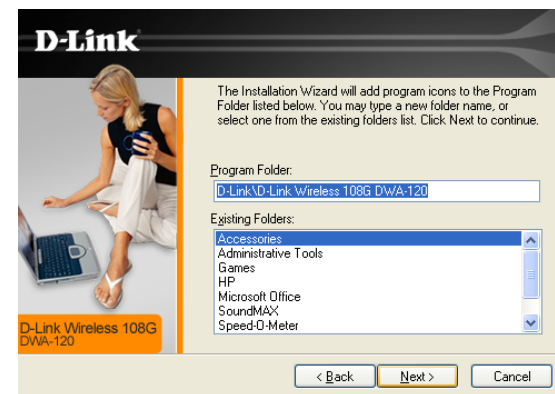 D-Link
The Installation Wizard will add program icons to the Program
Folder listed below. You may type a new folder name, or
select one from the existing folders list. Click Next to continue.
Program Folder:
D-Link\D-Link Wireless 108G DWA-120
Existing Folders:
Accessories
Administrative Tools
Games
HP
Microsoft Office
SoundMAX
Speed-O-Meter
D-Link Wireless 108G
DWA-120
< Back Next > Cancel